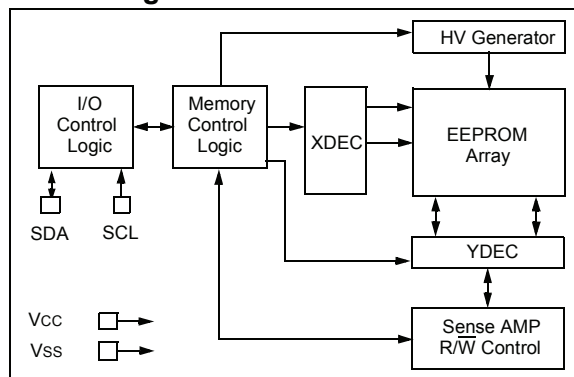 HV Generator
I/O
Control
Logic
Memory
Control
Logic
XDEC
EEPROM
Array
SDA
SCL
YDEC
VCC
VSS
Sense AMP
R/W̅ Control